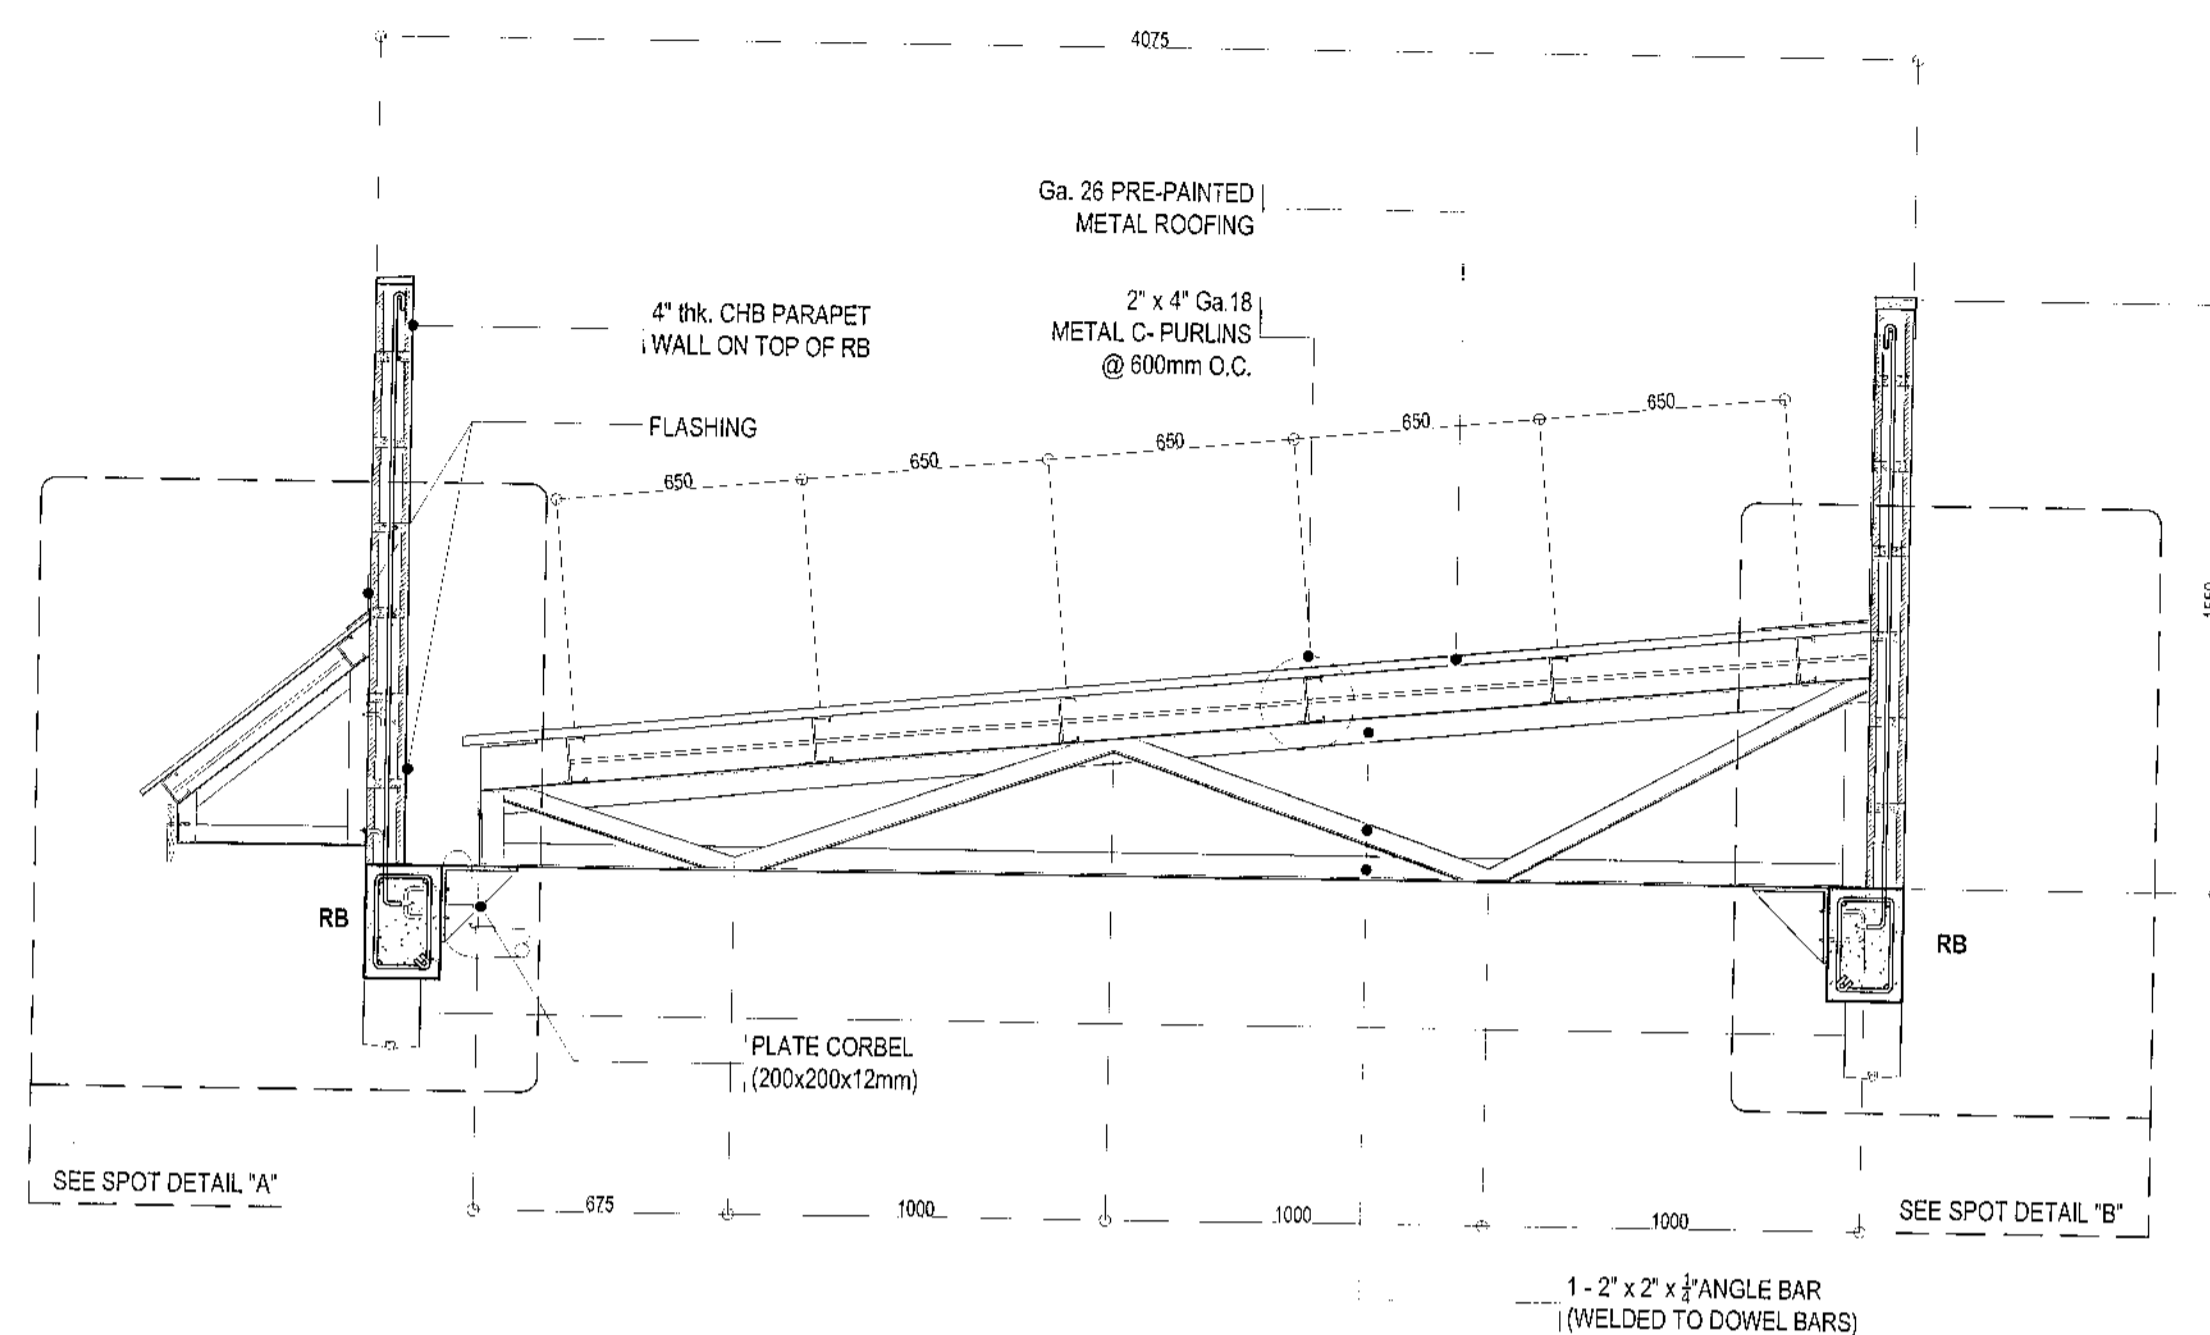 4075
Ga. 26 PRE-PAINTED
METAL ROOFING
4" thk. CHB PARAPET
WALL ON TOP OF RB
2" x 4" Ga.18
METAL C- PURLINS
@ 600mm O.C.
FLASHING
650
650
650
650
650
RB
RB
PLATE CORBEL
(200x200x12mm)
SEE SPOT DETAIL "A"
675
1000
1000
1000
SEE SPOT DETAIL "B"
1 - 2" x 2" x ¼"ANGLE BAR
(WELDED TO DOWEL BARS)